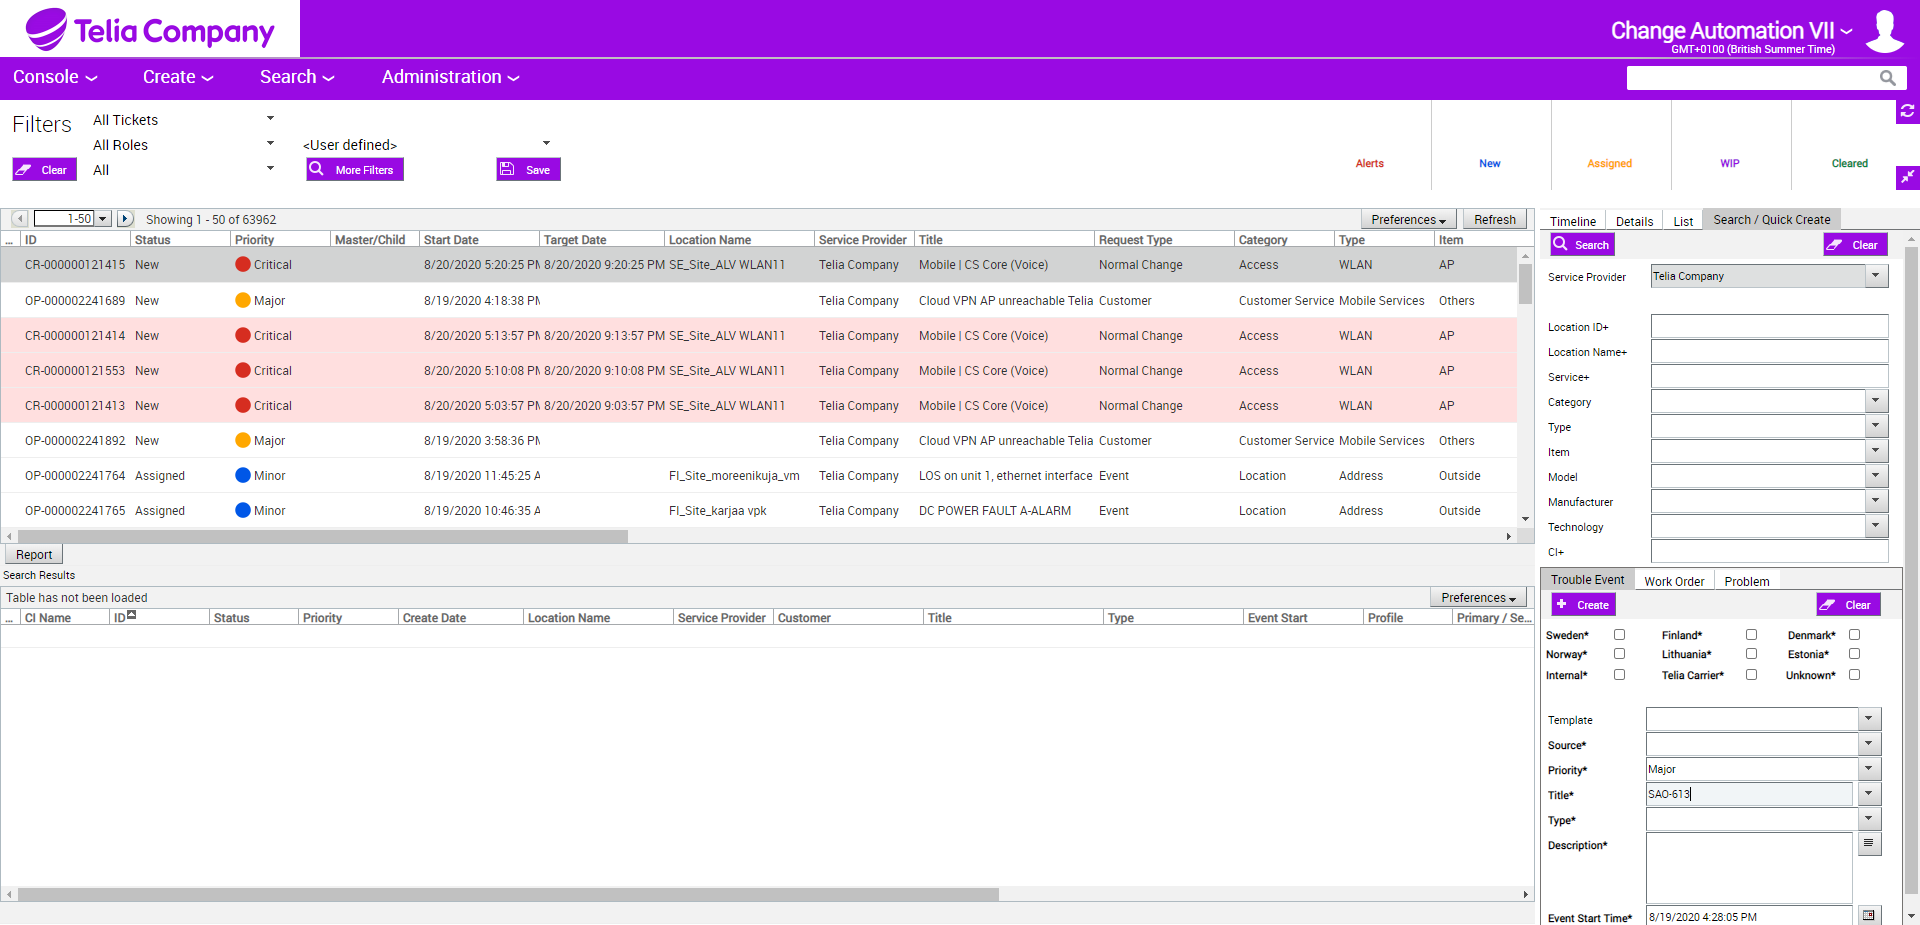 Telia Company
Change Automation VII
GMT+0100 (British Summer Time)
Console Create Search Administration
Filters
All Tickets
All Roles
<User defined>
Clear
All
More Filters
Save
Alerts New Assigned WIP Cleared
1-50
Showing 1 - 50 of 63962
Preferences
Refresh
... ID Status Priority Master/Child Start Date Target Date Location Name Service Provider Title Request Type Category Type Item
CR-000000121415 New Critical 8/20/2020 5:20:25 PM 8/20/2020 9:20:25 PM SE_Site_ALV WLAN11 Telia Company Mobile | CS Core (Voice) Normal Change Access WLAN AP
OP-000002241689 New Major 8/19/2020 4:18:38 PM Telia Company Cloud VPN AP unreachable Telia Customer Customer Service Mobile Services Others
CR-000000121414 New Critical 8/20/2020 5:13:57 PM 8/20/2020 9:13:57 PM SE_Site_ALV WLAN11 Telia Company Mobile | CS Core (Voice) Normal Change Access WLAN AP
CR-000000121553 New Critical 8/20/2020 5:10:08 PM 8/20/2020 9:10:08 PM SE_Site_ALV WLAN11 Telia Company Mobile | CS Core (Voice) Normal Change Access WLAN AP
CR-000000121413 New Critical 8/20/2020 5:03:57 PM 8/20/2020 9:03:57 PM SE_Site_ALV WLAN11 Telia Company Mobile | CS Core (Voice) Normal Change Access WLAN AP
OP-000002241892 New Major 8/19/2020 3:58:36 PM Telia Company Cloud VPN AP unreachable Telia Customer Customer Service Mobile Services Others
OP-000002241764 Assigned Minor 8/19/2020 11:45:25 A FI_Site_moreenikuja_vm Telia Company LOS on unit 1, ethernet interface Event Location Address Outside
OP-000002241765 Assigned Minor 8/19/2020 10:46:35 A FI_Site_karjaa vpk Telia Company DC POWER FAULT A-ALARM Event Location Address Outside
Report
Search Results
Table has not been loaded
Preferences
... CI Name ID Status Priority Create Date Location Name Service Provider Customer Title Type Event Start Profile Primary / Se...
Timeline Details List Search / Quick Create
Search
Clear
Service Provider Telia Company
Location ID+
Location Name+
Service+
Category
Type
Item
Model
Manufacturer
Technology
CI+
Trouble Event Work Order Problem
Create
Clear
Sweden* Finland* Denmark*
Norway* Lithuania* Estonia*
Internal* Telia Carrier* Unknown*
Template
Source*
Priority* Major
Title* SAO-613
Type*
Description*
Event Start Time* 8/19/2020 4:28:05 PM